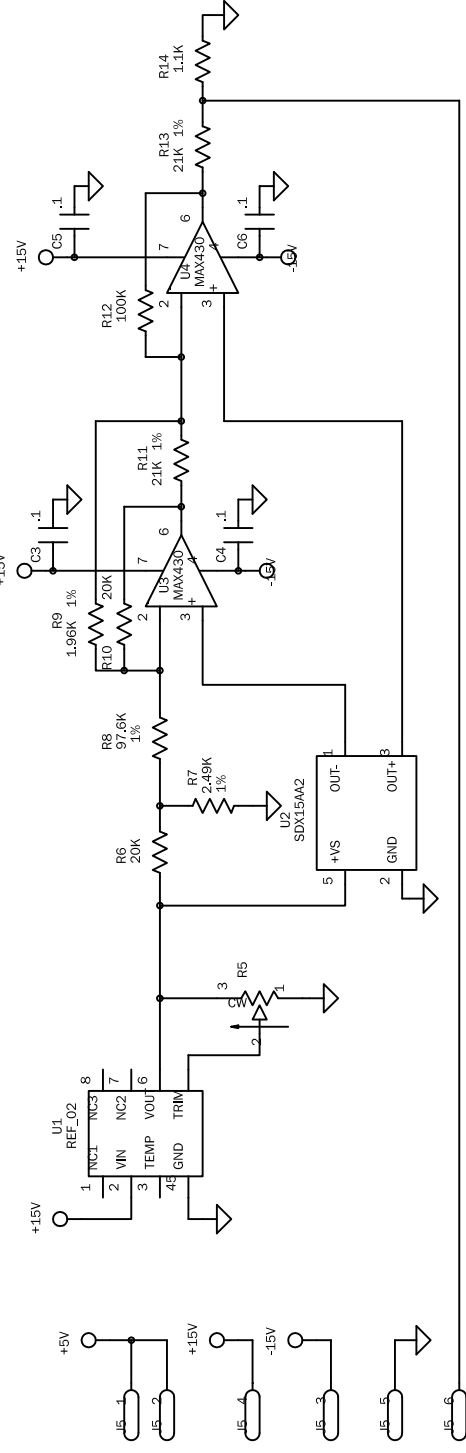 R14
1.1K
R13
21K 1%
+15V
C5
.1
C6
.1
-15V
7
6
4
U4
MAX430
2
3
+
R12
100K
R11
21K 1%
+15V
C3
.1
C4
.1
-15V
7
6
4
U3
MAX430
2
3
+
R9
1.96K 1%
R10
20K
R8
97.6K
1%
R7
2.49K
1%
R6
20K
U2
SDX15AA2
1
OUT-
3
OUT+
+VS
5
GND
2
R5
3
CW
1
2
U1
REF_02
8
NC3
7
NC2
6
VOUT
5
TRIM
NC1
1
VIN
2
TEMP
3
GND
4
+15V
+5V
+15V
-15V
J5 1
J5 2
J5 4
J5 3
J5 5
J5 6